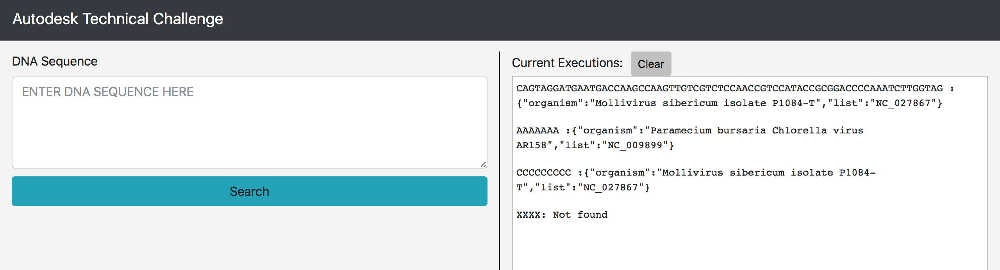 Autodesk Technical Challenge
DNA Sequence
ENTER DNA SEQUENCE HERE
Search
Current Executions:
Clear
CAGTAGGATGAATGACCAAGCCAAGTTGTCGTCTCCAACCGTCCATACCGCGGACCCCAAATCTTGGTAG :
{"organism":"Mollivirus sibericum isolate P1084-T","list":"NC_027867"}
AAAAAAA :{"organism":"Paramecium bursaria Chlorella virus
AR158","list":"NC_009899"}
CCCCCCCCC :{"organism":"Mollivirus sibericum isolate P1084-
T","list":"NC_027867"}
XXXX: Not found